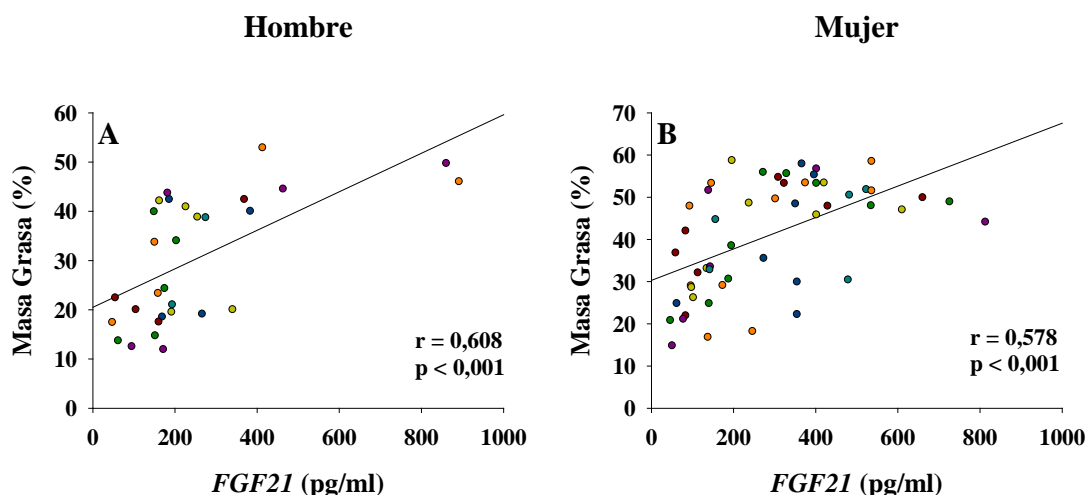 Hombre
Mujer
A
Masa Grasa (%)
60
50
40
30
20
10
0
0 200 400 600 800 1000
FGF21 (pg/ml)
r = 0,608
p < 0,001
B
Masa Grasa (%)
70
60
50
40
30
20
10
0
0 200 400 600 800 1000
FGF21 (pg/ml)
r = 0,578
p < 0,001